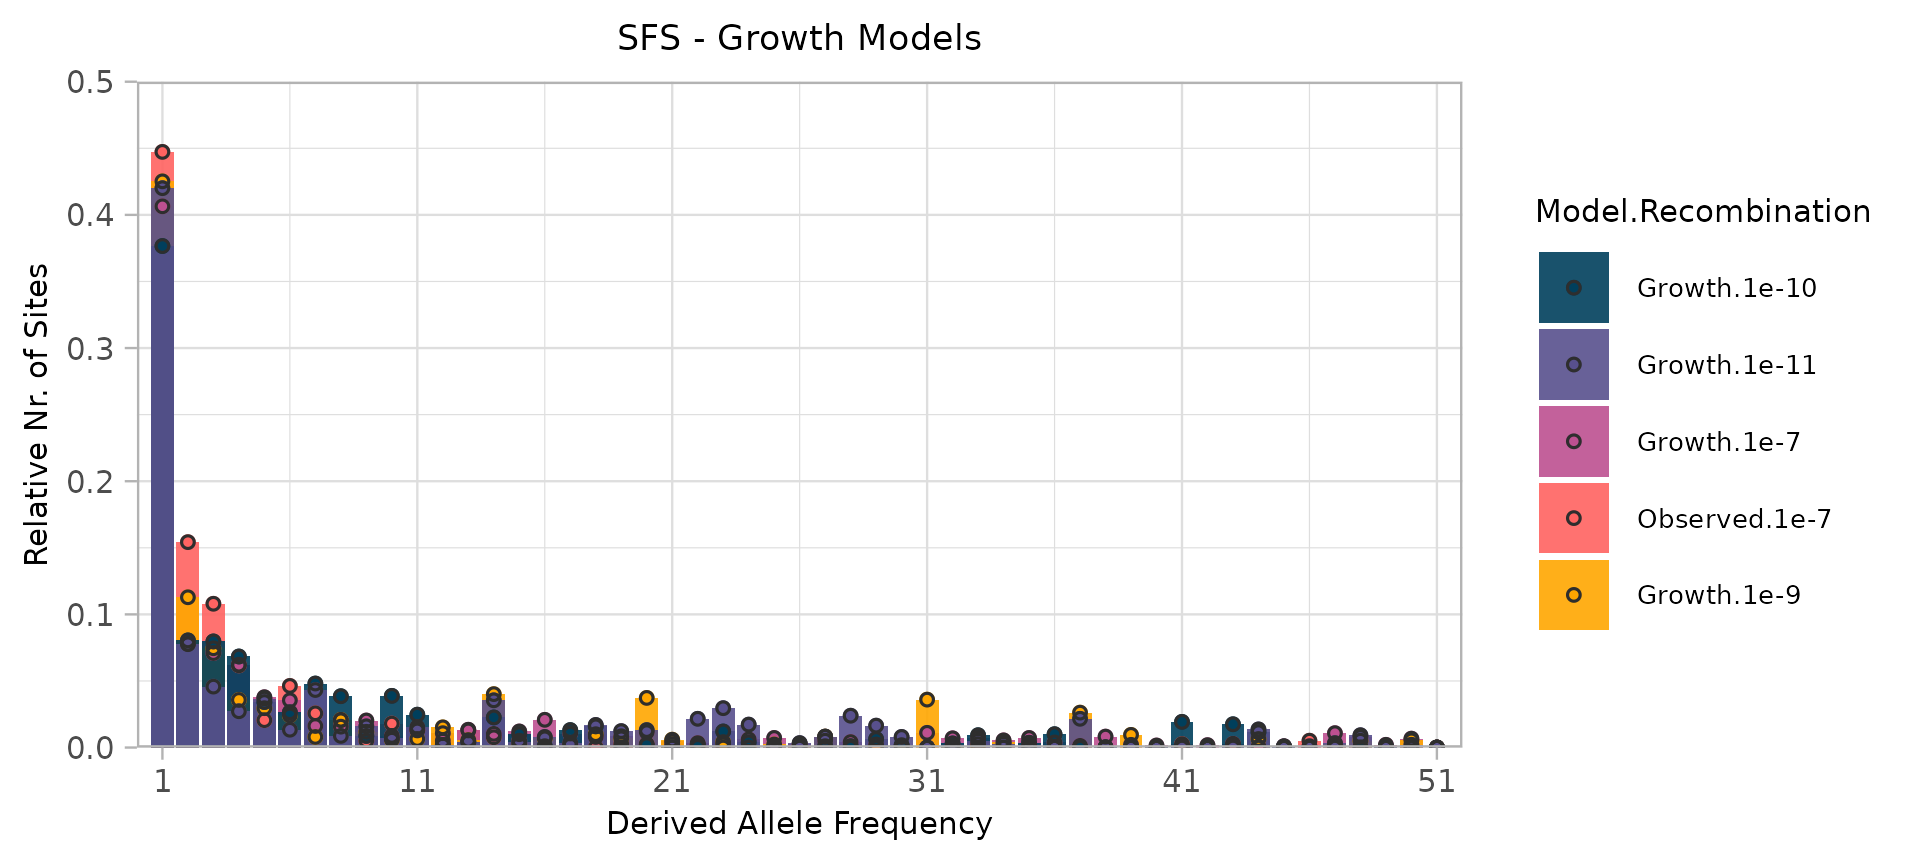 SFS - Growth Models
0.5
0.4
0.3
0.2
0.1
0.0
Relative Nr. of Sites
1 11 21 31 41 51
Derived Allele Frequency
Model.Recombination
Growth.1e-10
Growth.1e-11
Growth.1e-7
Observed.1e-7
Growth.1e-9